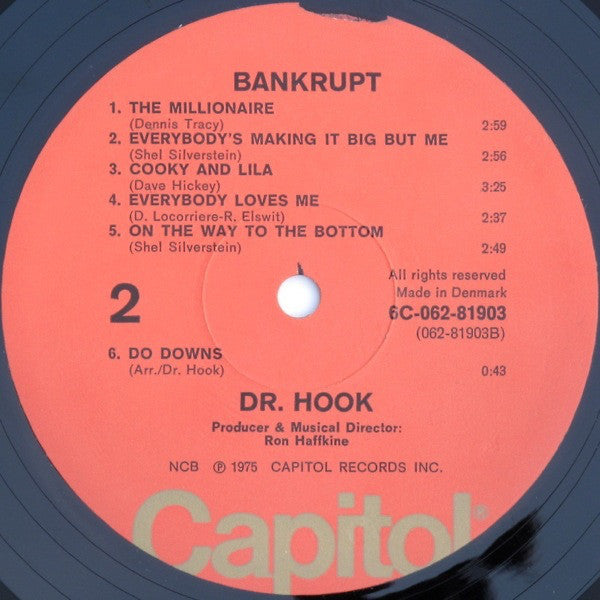 BANKRUPT
1. THE MILLIONAIRE
(Dennis Tracy) 2:59
2. EVERYBODY'S MAKING IT BIG BUT ME
(Shel Silverstein) 2:56
3. COOKY AND LILA
(Dave Hickey) 3:25
4. EVERYBODY LOVES ME
(D. Locorriere-R. Elswit) 2:37
5. ON THE WAY TO THE BOTTOM
(Shel Silverstein) 2:49
All rights reserved
Made in Denmark
2
6C-062-81903
(062-81903B)
6. DO DOWNS
(Arr./Dr. Hook) 0:43
DR. HOOK
Producer & Musical Director:
Ron Haffkine
NCB ℗ 1975 CAPITOL RECORDS INC.
Capitol®